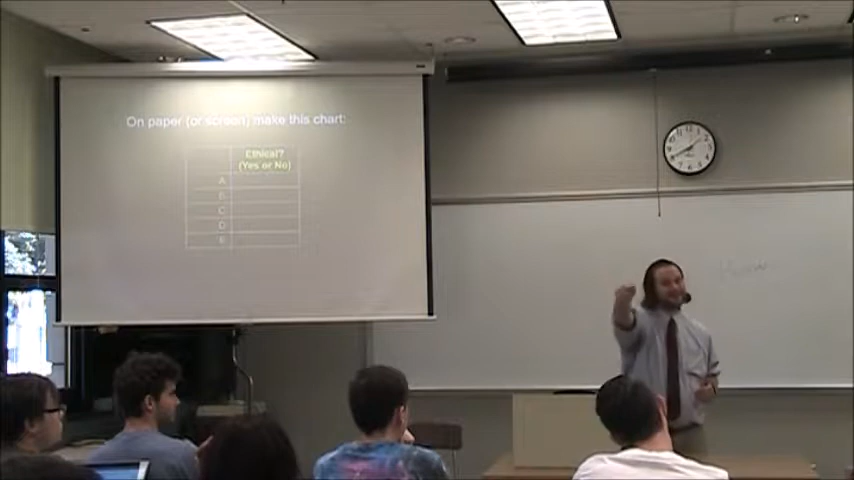 On paper (or screen) make this chart:
Ethical?
(Yes or No)
A
B
C
D
E